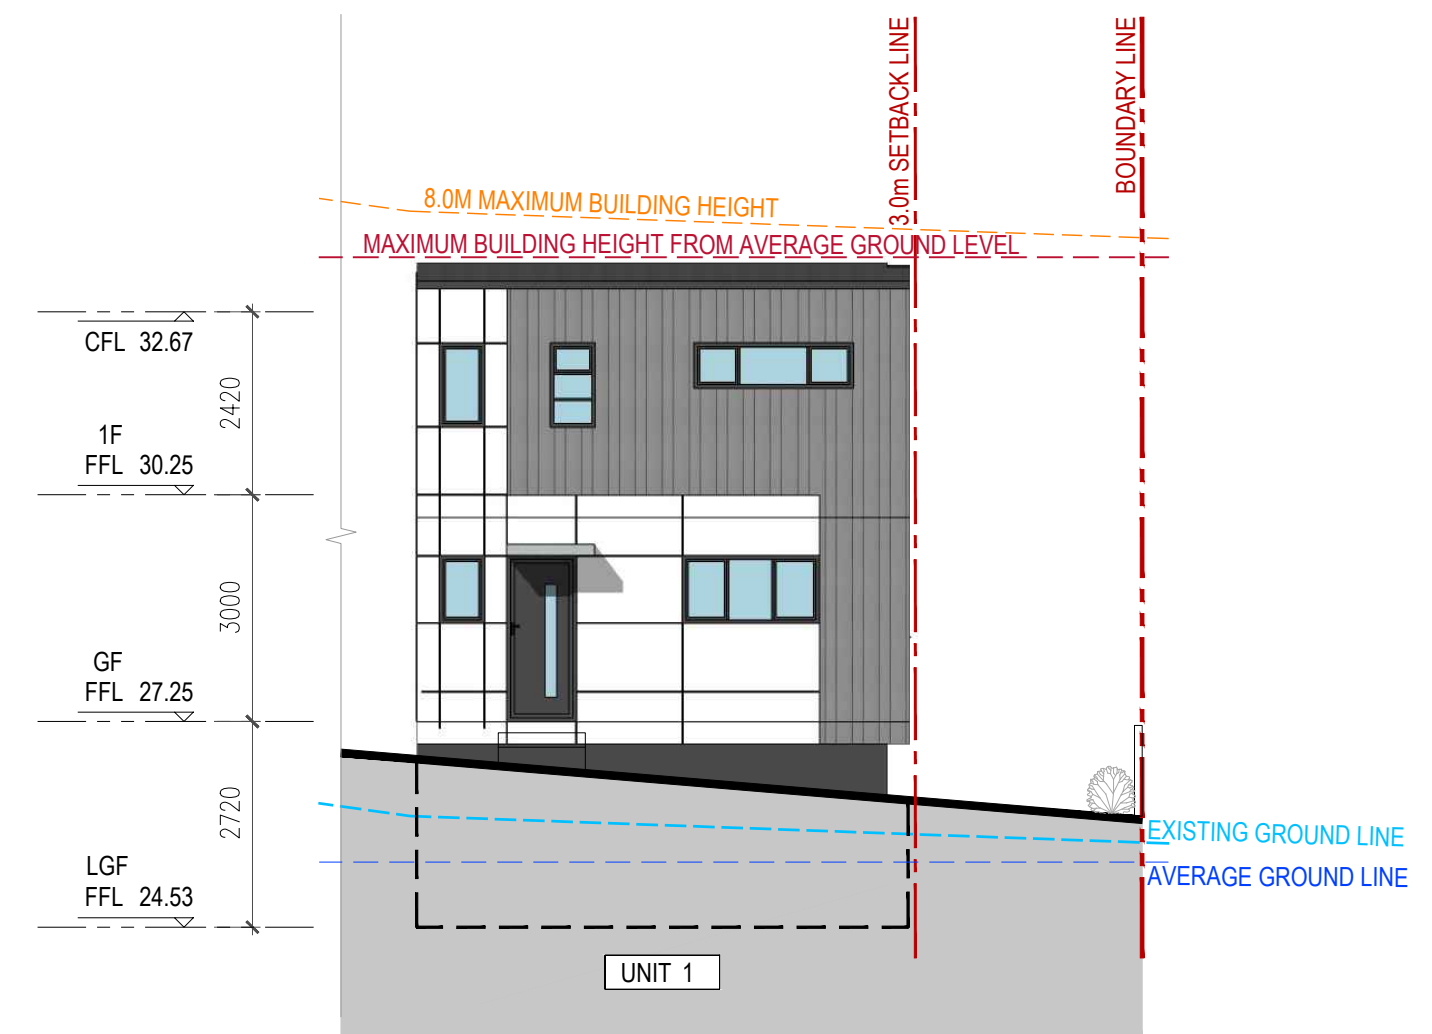 3.0m SETBACK LINE
BOUNDARY LINE
8.0M MAXIMUM BUILDING HEIGHT
MAXIMUM BUILDING HEIGHT FROM AVERAGE GROUND LEVEL
CFL 32.67
2420
1F
FFL 30.25
3000
GF
FFL 27.25
2720
EXISTING GROUND LINE
AVERAGE GROUND LINE
LGF
FFL 24.53
UNIT 1